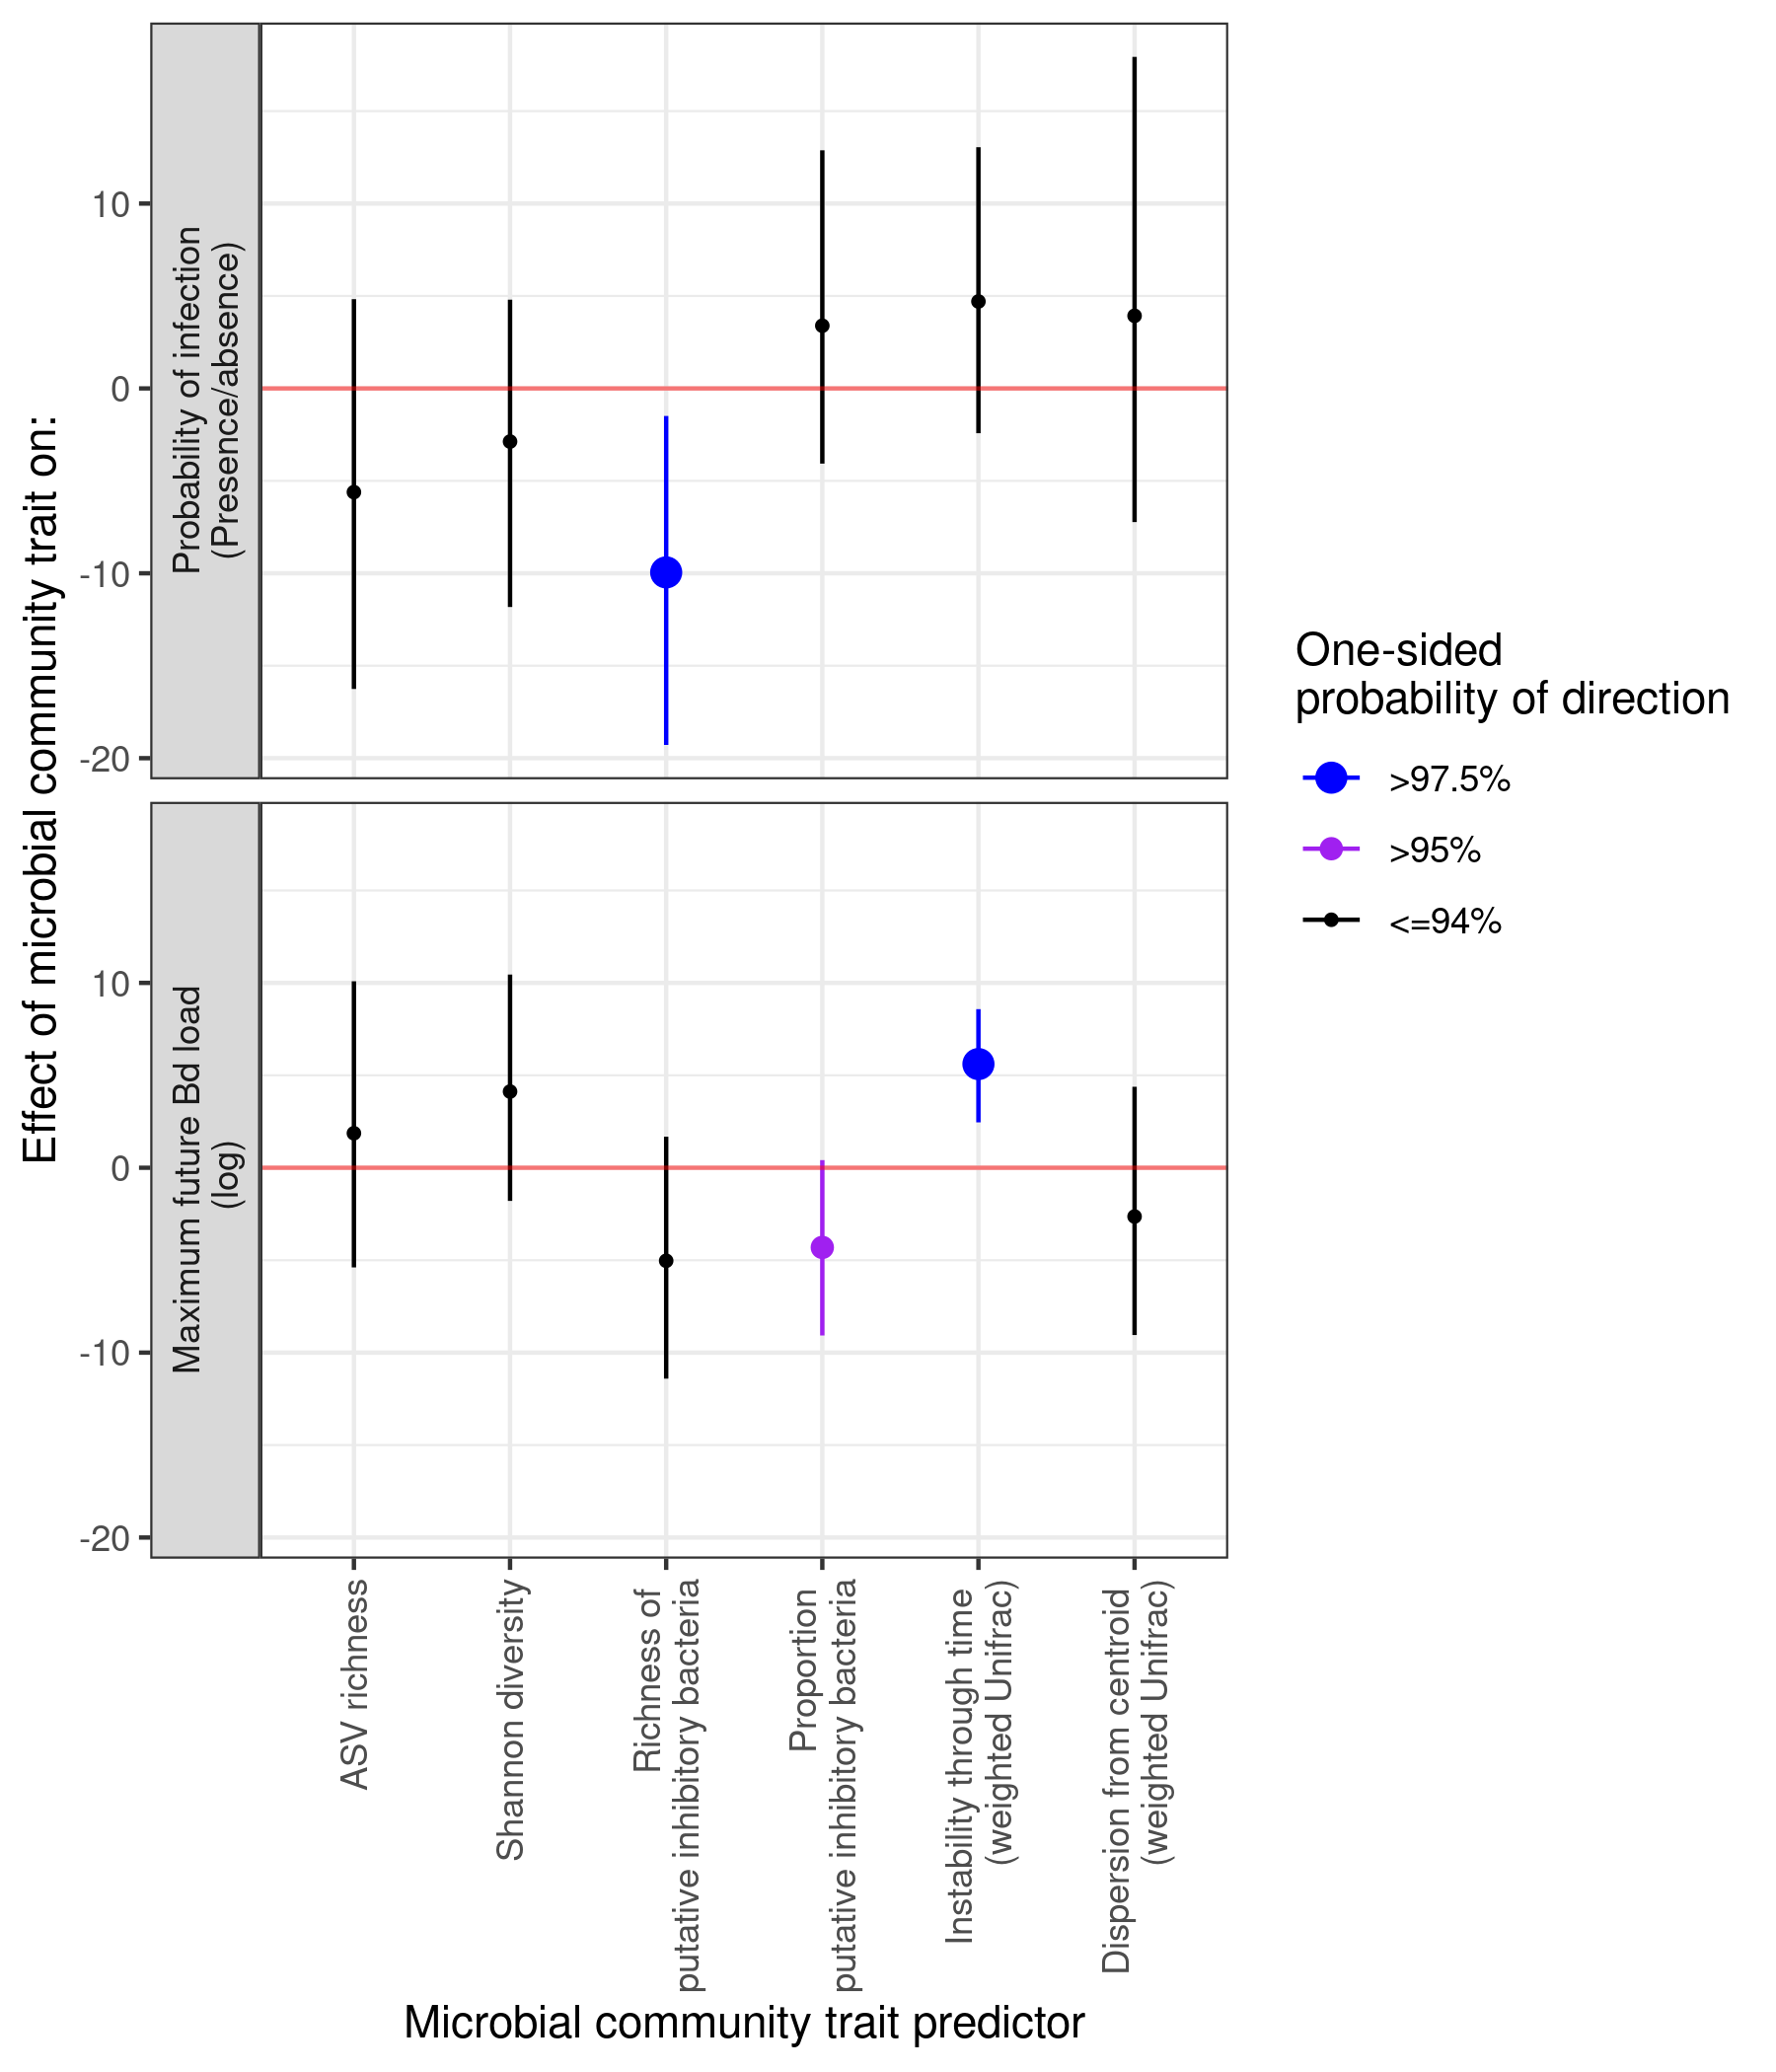 Effect of microbial community trait on:
Probability of infection
(Presence/absence)
10
0
-10
-20
Maximum future Bd load
(log)
10
0
-10
-20
ASV richness
Shannon diversity
Richness of
putative inhibitory bacteria
Proportion
putative inhibitory bacteria
Instability through time
(weighted Unifrac)
Dispersion from centroid
(weighted Unifrac)
Microbial community trait predictor
One-sided
probability of direction
>97.5%
>95%
<=94%